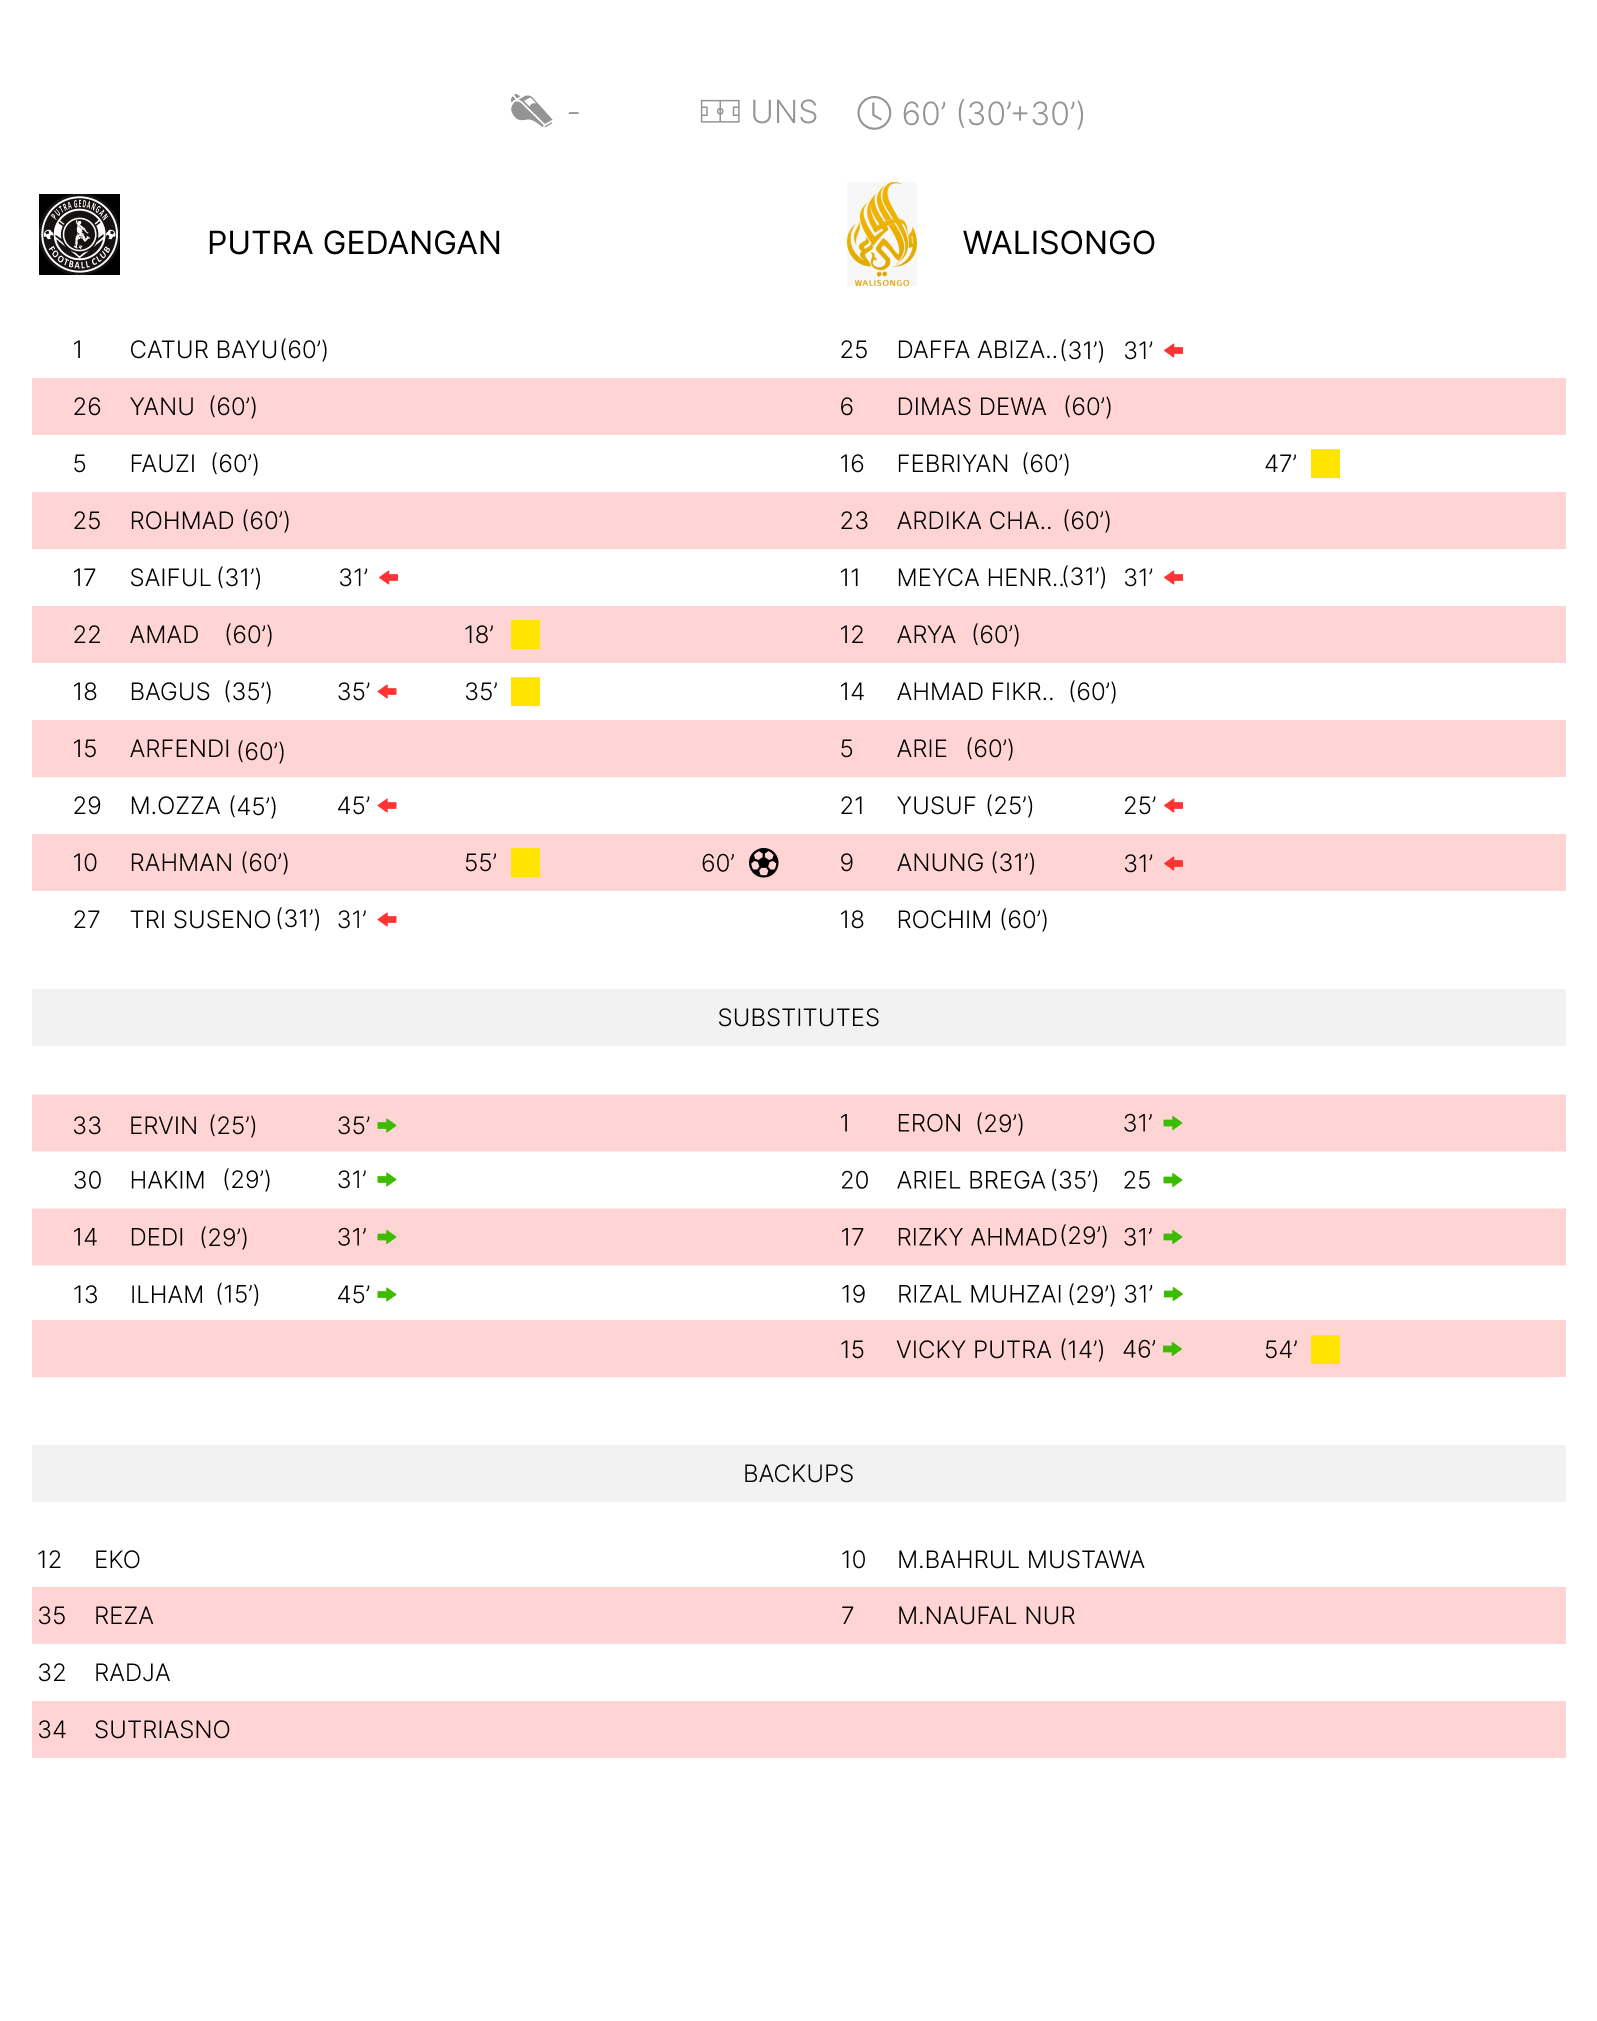 - UNS 60’ (30’+30’)
PUTRA GEDANGAN
FOOTBALL CLUB
PUTRA GEDANGAN
WALISONGO
WALISONGO
1 CATUR BAYU(60’) 25 DAFFA ABIZA..(31’) 31’
26 YANU (60’) 6 DIMAS DEWA (60’)
5 FAUZI (60’) 16 FEBRIYAN (60’) 47’
25 ROHMAD (60’) 23 ARDIKA CHA.. (60’)
17 SAIFUL (31’) 31’ 11 MEYCA HENR..(31’) 31’
22 AMAD (60’) 18’ 12 ARYA (60’)
18 BAGUS (35’) 35’ 35’ 14 AHMAD FIKR.. (60’)
15 ARFENDI (60’) 5 ARIE (60’)
29 M.OZZA (45’) 45’ 21 YUSUF (25’) 25’
10 RAHMAN (60’) 55’ 60’ 9 ANUNG (31’) 31’
27 TRI SUSENO (31’) 31’ 18 ROCHIM (60’)
SUBSTITUTES
33 ERVIN (25’) 35’ 1 ERON (29’) 31’
30 HAKIM (29’) 31’ 20 ARIEL BREGA (35’) 25
14 DEDI (29’) 31’ 17 RIZKY AHMAD(29’) 31’
13 ILHAM (15’) 45’ 19 RIZAL MUHZAI (29’) 31’
15 VICKY PUTRA (14’) 46’ 54’
BACKUPS
12 EKO 10 M.BAHRUL MUSTAWA
35 REZA 7 M.NAUFAL NUR
32 RADJA
34 SUTRIASNO